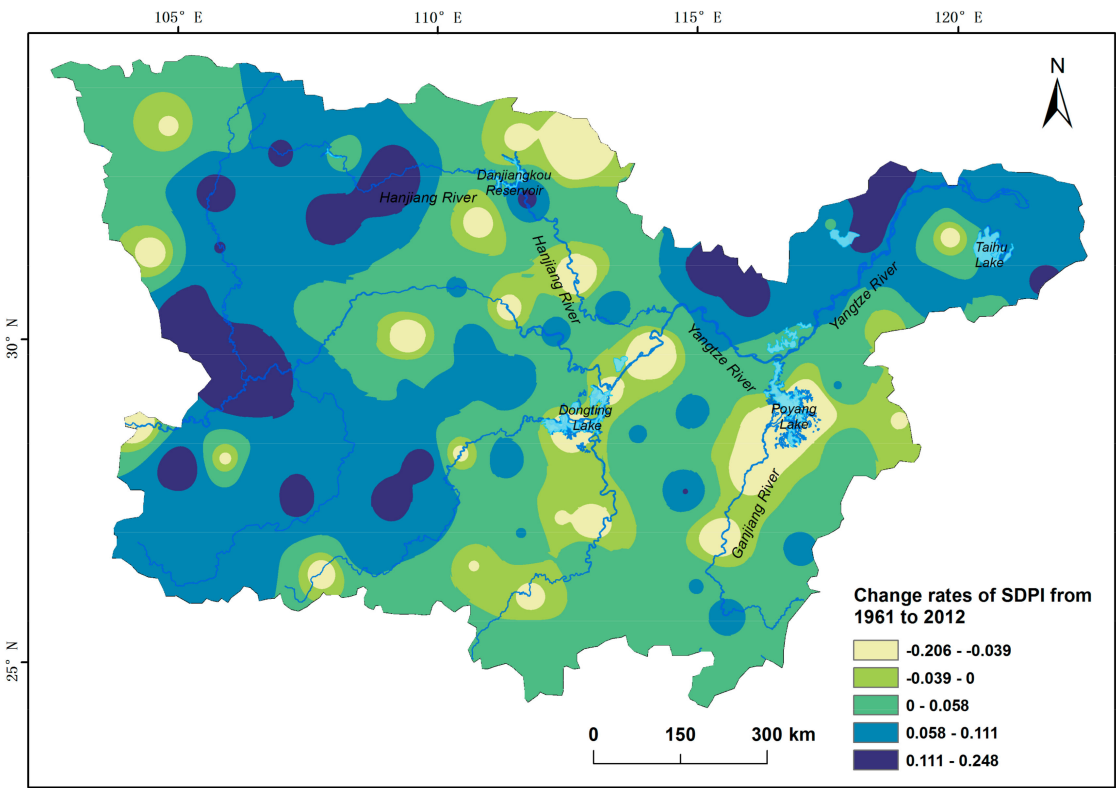 105° E
110° E
115° E
120° E
N
Danjiangkou
Reservoir
Hanjiang River
Hanjiang River
Taihu
Lake
Yangtze River
30° N
Yangtze River
Dongting
Lake
Poyang
Lake
Ganjiang River
25° N
Change rates of SDPI from
1961 to 2012
-0.206 - -0.039
-0.039 - 0
0 - 0.058
0.058 - 0.111
0.111 - 0.248
0 150 300 km